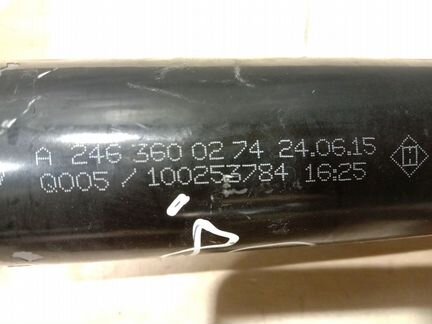 A 246 360 02 74 24.06.15
Q005 / 100253784 16:25
H